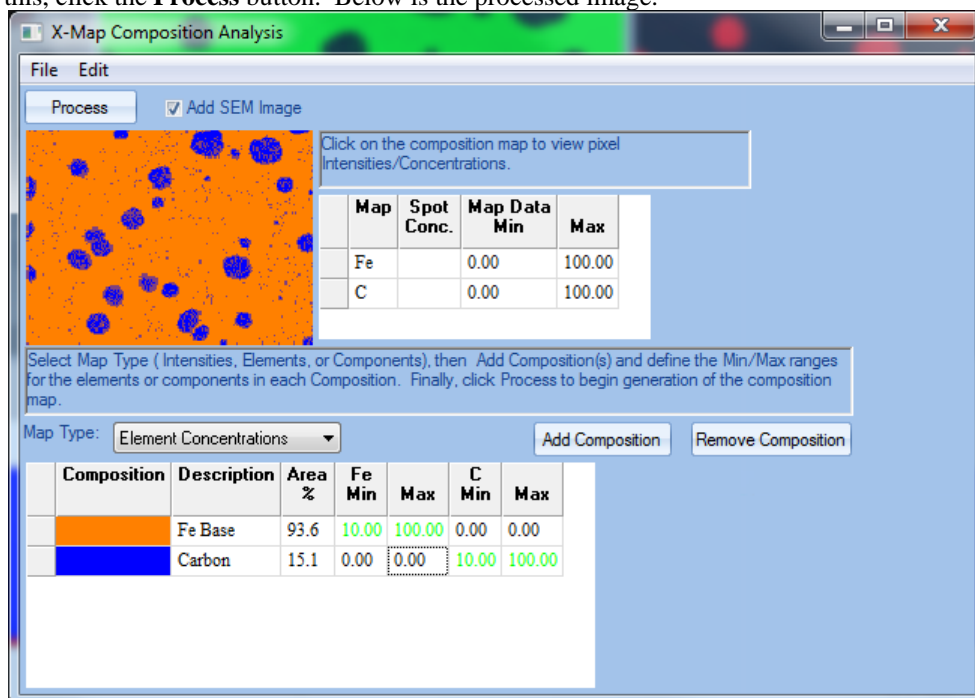 this, click the Process button. Below is the processed image.
X-Map Composition Analysis
File Edit
Process Add SEM Image
Click on the composition map to view pixel
Intensities/Concentrations.
Map Spot Conc. Map Data Min Max
Fe 0.00 100.00
C 0.00 100.00
Select Map Type ( Intensities, Elements, or Components), then Add Composition(s) and define the Min/Max ranges
for the elements or components in each Composition. Finally, click Process to begin generation of the composition
map.
Map Type: Element Concentrations Add Composition Remove Composition
Composition Description Area % Fe Min Max C Min Max
Fe Base 93.6 10.00 100.00 0.00 0.00
Carbon 15.1 0.00 0.00 10.00 100.00